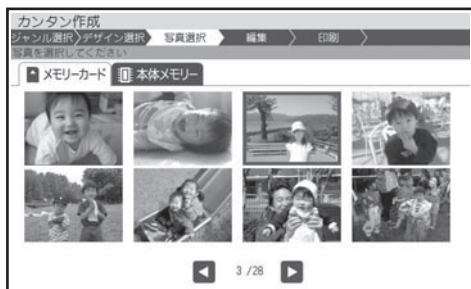 カンタン作成
ジャンル選択 デザイン選択 写真選択 編集 印刷
写真を選択してください
メモリーカード 本体メモリー
3 /28